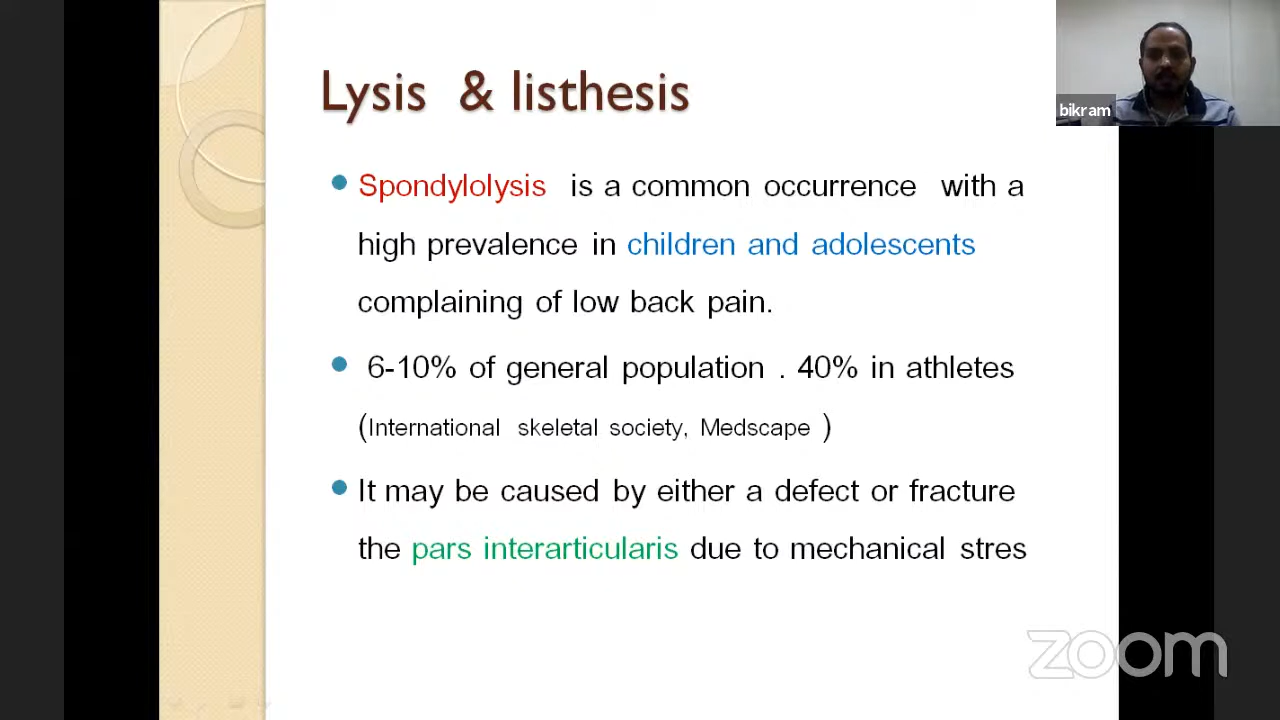 Lysis & listhesis
bikram
Spondylolysis is a common occurrence with a
high prevalence in children and adolescents
complaining of low back pain.
6-10% of general population . 40% in athletes
(International skeletal society, Medscape )
It may be caused by either a defect or fracture
the pars interarticularis due to mechanical stres
zoom